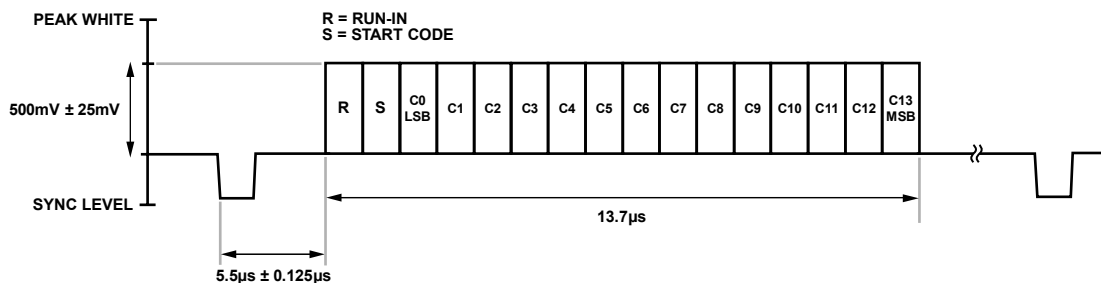 PEAK WHITE
R = RUN-IN
S = START CODE
500mV ± 25mV
R
S
C0
LSB
C1
C2
C3
C4
C5
C6
C7
C8
C9
C10
C11
C12
C13
MSB
SYNC LEVEL
13.7µs
5.5µs ± 0.125µs